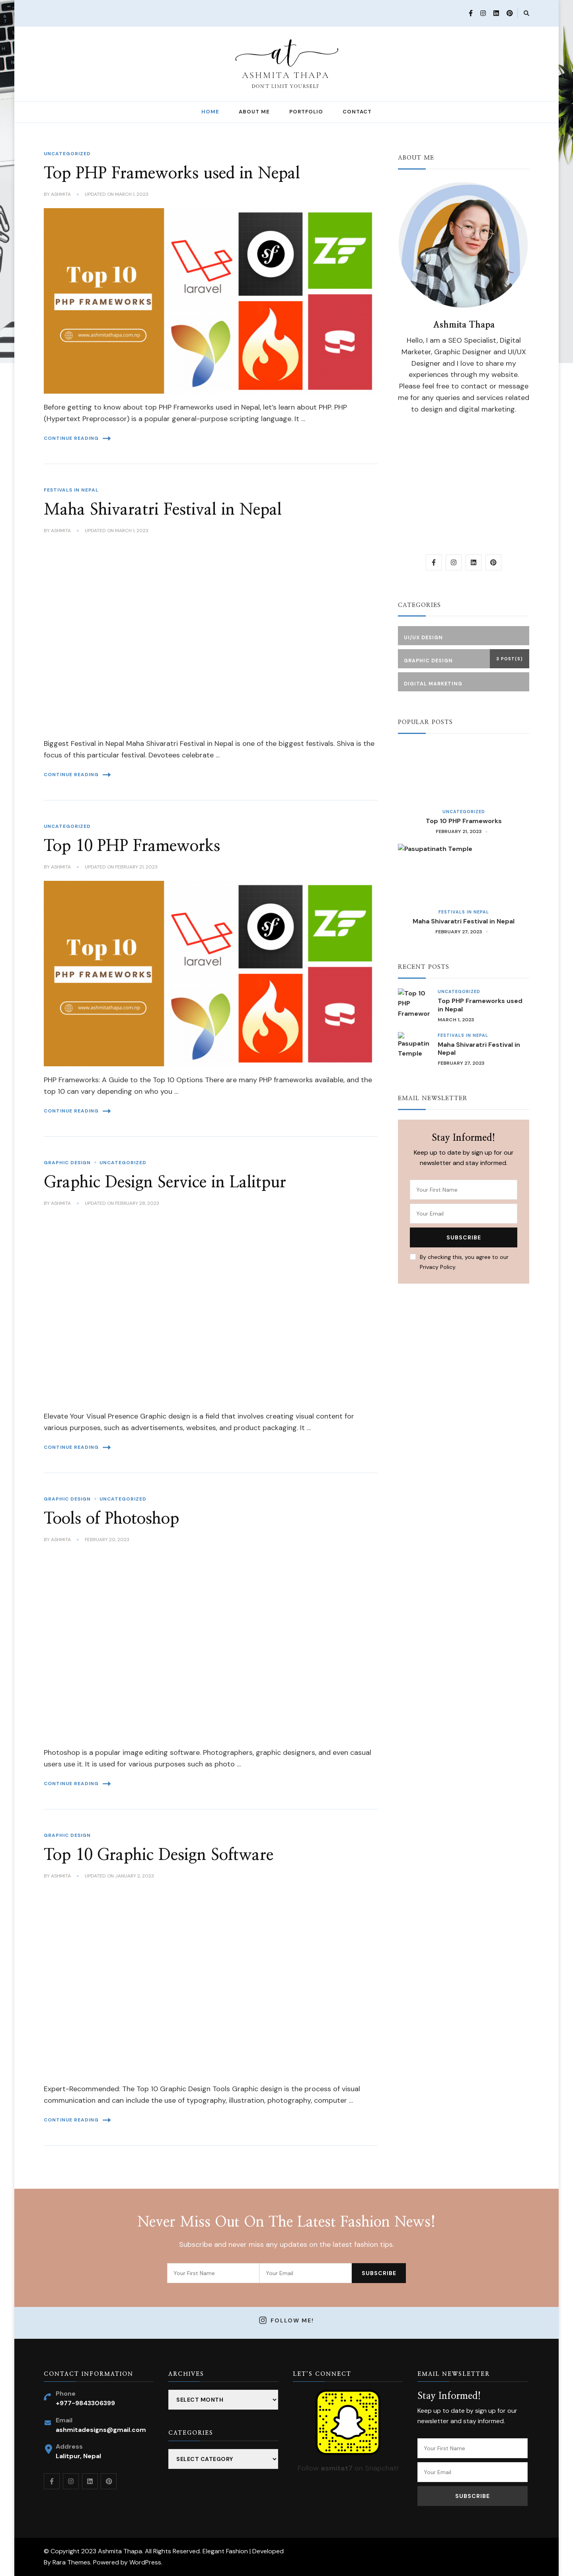 at
ASHMITA THAPA
DON'T LIMIT YOURSELF
HOME
ABOUT ME
PORTFOLIO
CONTACT
UNCATEGORIZED
Top PHP Frameworks used in Nepal
BY ASHMITA • UPDATED ON MARCH 1, 2023
Top 10
PHP FRAMEWORKS
www.ashmitathapa.com.np
laravel
sf
ZF
Before getting to know about top PHP Frameworks used in Nepal, let's learn about PHP. PHP
(Hypertext Preprocessor) is a popular general-purpose scripting language. It ...
CONTINUE READING
FESTIVALS IN NEPAL
Maha Shivaratri Festival in Nepal
BY ASHMITA • UPDATED ON MARCH 1, 2023
Biggest Festival in Nepal Maha Shivaratri Festival in Nepal is one of the biggest festivals. Shiva is the
focus of this particular festival. Devotees celebrate ...
CONTINUE READING
UNCATEGORIZED
Top 10 PHP Frameworks
BY ASHMITA • UPDATED ON FEBRUARY 21, 2023
Top 10
PHP FRAMEWORKS
www.ashmitathapa.com.np
laravel
sf
ZF
PHP Frameworks: A Guide to the Top 10 Options There are many PHP frameworks available, and the
top 10 can vary depending on who you ...
CONTINUE READING
GRAPHIC DESIGN • UNCATEGORIZED
Graphic Design Service in Lalitpur
BY ASHMITA • UPDATED ON FEBRUARY 28, 2023
Elevate Your Visual Presence Graphic design is a field that involves creating visual content for
various purposes, such as advertisements, websites, and product packaging. It ...
CONTINUE READING
GRAPHIC DESIGN • UNCATEGORIZED
Tools of Photoshop
BY ASHMITA • FEBRUARY 20, 2023
Photoshop is a popular image editing software. Photographers, graphic designers, and even casual
users use it. It is used for various purposes such as photo ...
CONTINUE READING
GRAPHIC DESIGN
Top 10 Graphic Design Software
BY ASHMITA • UPDATED ON JANUARY 2, 2023
Expert-Recommended: The Top 10 Graphic Design Tools Graphic design is the process of visual
communication and can include the use of typography, illustration, photography, computer ...
CONTINUE READING
ABOUT ME
Ashmita Thapa
Hello, I am a SEO Specialist, Digital
Marketer, Graphic Designer and UI/UX
Designer and I love to share my
experiences through my website.
Please feel free to contact or message
me for any queries and services related
to design and digital marketing.
CATEGORIES
UI/UX DESIGN
GRAPHIC DESIGN
3 POST(S)
DIGITAL MARKETING
POPULAR POSTS
UNCATEGORIZED
Top 10 PHP Frameworks
FEBRUARY 21, 2023
Pasupatinath Temple
FESTIVALS IN NEPAL
Maha Shivaratri Festival in Nepal
FEBRUARY 27, 2023
RECENT POSTS
Top 10
PHP
Framewor
UNCATEGORIZED
Top PHP Frameworks used
in Nepal
MARCH 1, 2023
Pasupatin
Temple
FESTIVALS IN NEPAL
Maha Shivaratri Festival in
Nepal
FEBRUARY 27, 2023
EMAIL NEWSLETTER
Stay Informed!
Keep up to date by sign up for our
newsletter and stay informed.
Your First Name
Your Email
SUBSCRIBE
By checking this, you agree to our
Privacy Policy.
Never Miss Out On The Latest Fashion News!
Subscribe and never miss any updates on the latest fashion tips.
Your First Name
Your Email
SUBSCRIBE
FOLLOW ME!
CONTACT INFORMATION
Phone
+977-9843306399
Email
ashmitadesigns@gmail.com
Address
Lalitpur, Nepal
ARCHIVES
SELECT MONTH
CATEGORIES
SELECT CATEGORY
LET'S CONNECT
Follow asmitat7 on Snapchat!
EMAIL NEWSLETTER
Stay Informed!
Keep up to date by sign up for our
newsletter and stay informed.
Your First Name
Your Email
SUBSCRIBE
© Copyright 2023 Ashmita Thapa. All Rights Reserved. Elegant Fashion | Developed
By Rara Themes. Powered by WordPress.